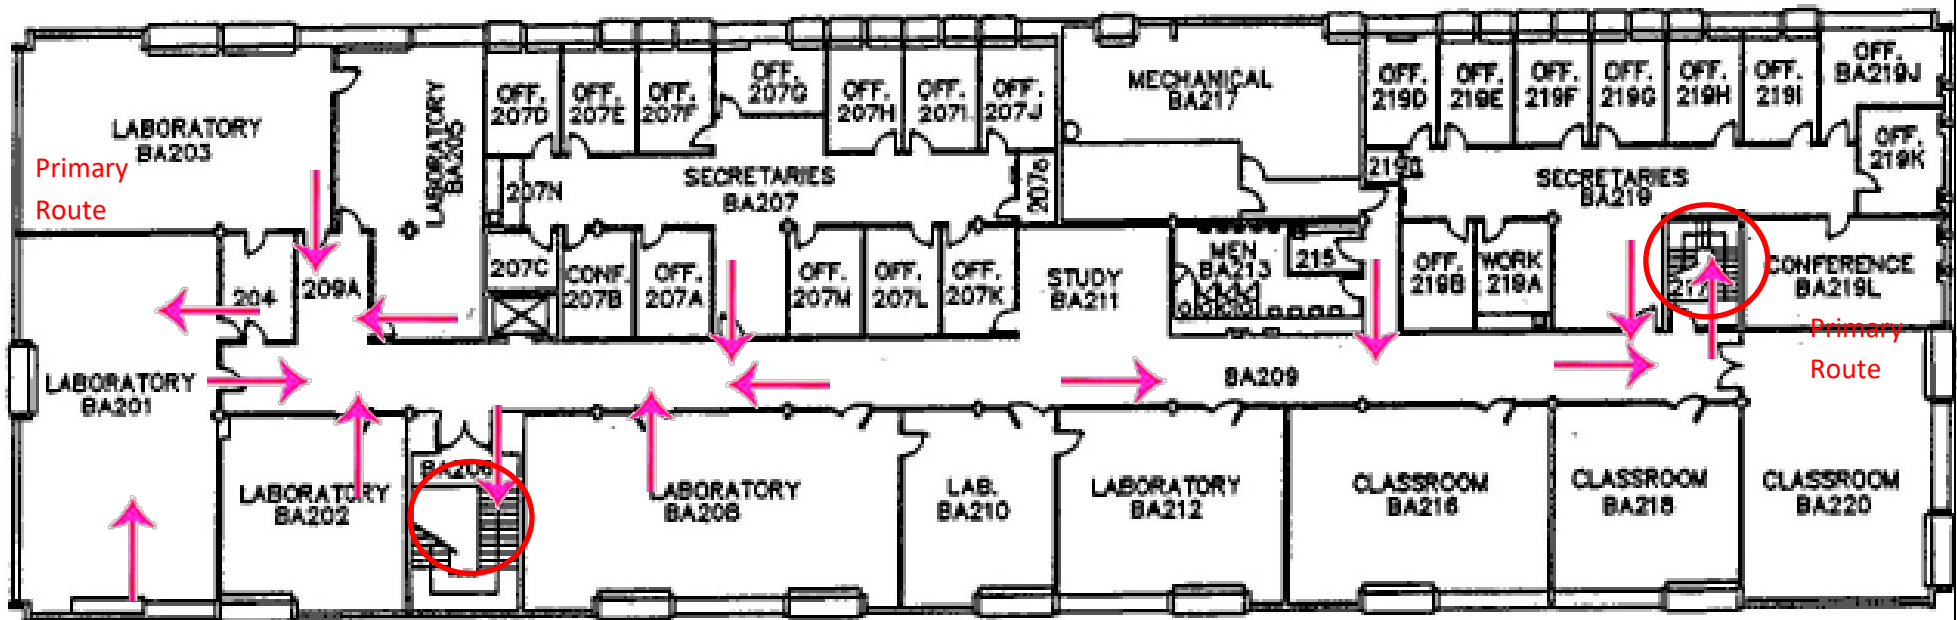 LABORATORY
BA203
Primary
Route
LABORATORY
BA205
OFF.
207D
OFF.
207E
OFF.
207F
OFF.
207G
OFF.
207H
OFF.
207I
OFF.
207J
207N
SECRETARIES
BA207
MECHANICAL
BA217
OFF.
219D
OFF.
219E
OFF.
219F
OFF.
219G
OFF.
219H
OFF.
219I
OFF.
BA219J
OFF.
219K
SECRETARIES
BA219
204
209A
207C
CONF.
207B
OFF.
207A
OFF.
207M
OFF.
207L
OFF.
207K
STUDY
BA211
MEN
BA213
215
OFF.
219B
WORK
219A
CONFERENCE
BA219L
Primary
Route
LABORATORY
BA201
BA209
BA206
LABORATORY
BA202
LABORATORY
BA208
LAB.
BA210
LABORATORY
BA212
CLASSROOM
BA216
CLASSROOM
BA218
CLASSROOM
BA220